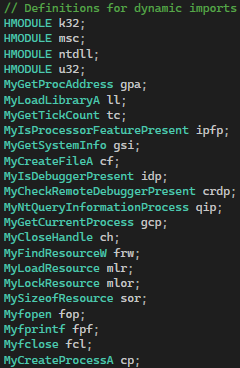 // Definitions for dynamic imports
HMODULE k32;
HMODULE msc;
HMODULE ntdll;
HMODULE u32;
MyGetProcAddress gpa;
MyLoadLibraryA ll;
MyGetTickCount tc;
MyIsProcessorFeaturePresent ipfp;
MyGetSystemInfo gsi;
MyCreateFileA cf;
MyIsDebuggerPresent idp;
MyCheckRemoteDebuggerPresent crdp;
MyNtQueryInformationProcess qip;
MyGetCurrentProcess gcp;
MyCloseHandle ch;
MyFindResourceW frw;
MyLoadResource mlr;
MyLockResource mlor;
MySizeofResource sor;
Myfopen fop;
Myfprintf fpf;
Myfclose fcl;
MyCreateProcessA cp;